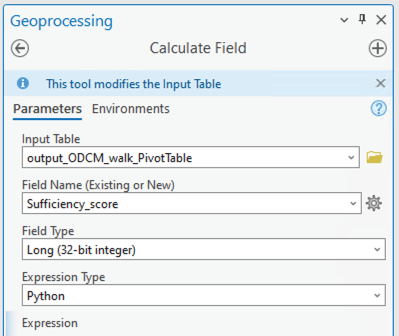 Geoprocessing
Calculate Field
This tool modifies the Input Table
Parameters Environments
Input Table
output_ODCM_walk_PivotTable
Field Name (Existing or New)
Sufficiency_score
Field Type
Long (32-bit integer)
Expression Type
Python
Expression